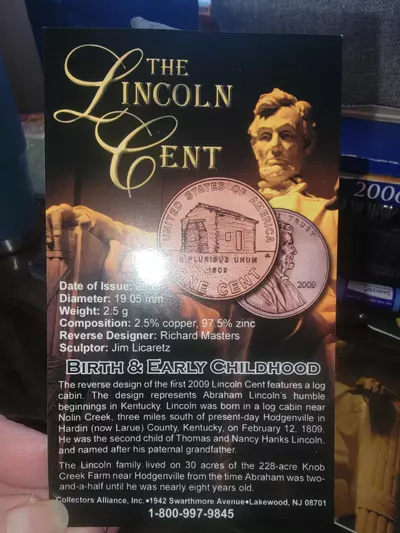 THE
LINCOLN
CENT
UNITED STATES OF AMERICA
E PLURIBUS UNUM
1809
ONE CENT
TRUST
2009
200
Date of Issue:
Diameter: 19.05 mm
Weight: 2.5 g
Composition: 2.5% copper, 97.5% zinc
Reverse Designer: Richard Masters
Sculptor: Jim Licaretz
BIRTH & EARLY CHILDHOOD
The reverse design of the first 2009 Lincoln Cent features a log
cabin. The design represents Abraham Lincoln's humble
beginnings in Kentucky. Lincoln was born in a log cabin near
Nolin Creek, three miles south of present-day Hodgenville in
Hardin (now Larue) County, Kentucky, on February 12, 1809.
He was the second child of Thomas and Nancy Hanks Lincoln,
and named after his paternal grandfather.
The Lincoln family lived on 30 acres of the 228-acre Knob
Creek Farm near Hodgenville from the time Abraham was two-
and-a-half until he was nearly eight years old.
Collectors Alliance, Inc.•1942 Swarthmore Avenue•Lakewood, NJ 08701
1-800-997-9845